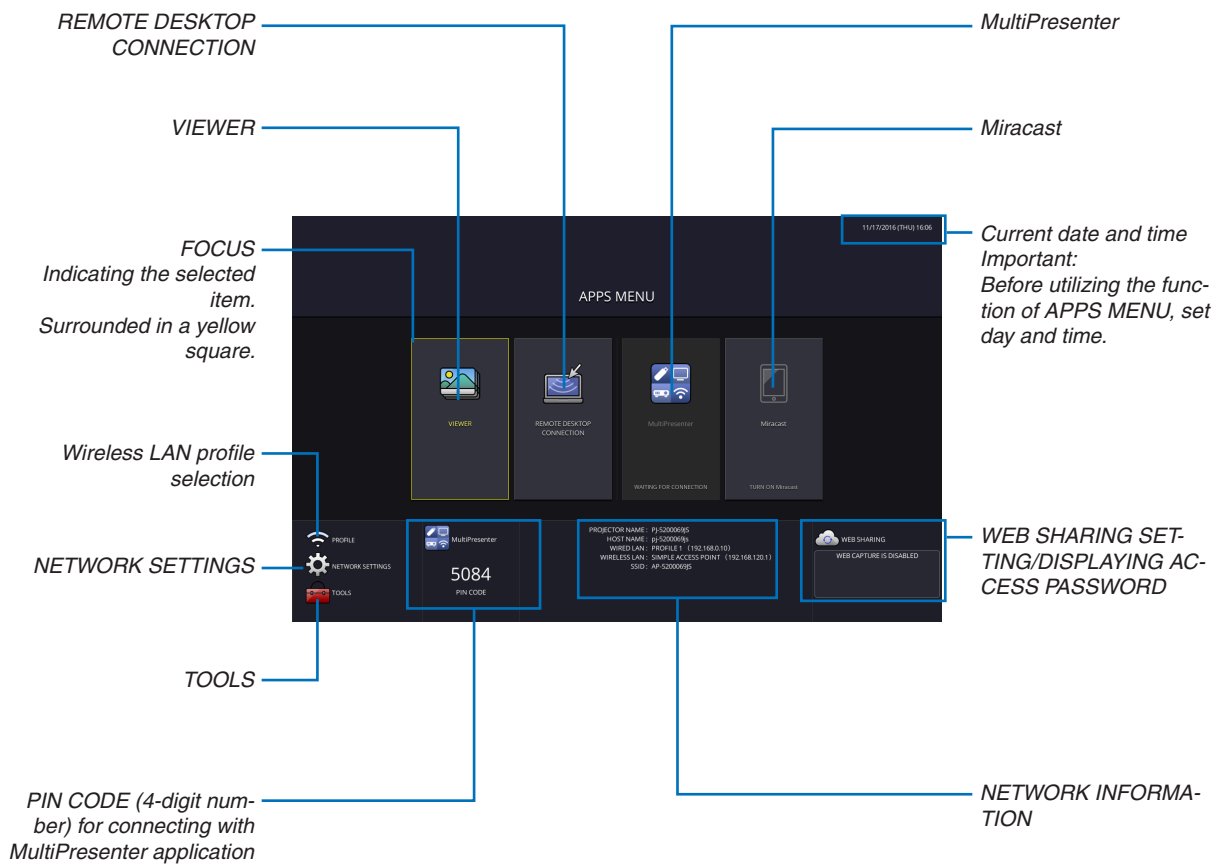 REMOTE DESKTOP
CONNECTION
MultiPresenter
VIEWER
Miracast
FOCUS
Indicating the selected
item.
Surrounded in a yellow
square.
Current date and time
Important:
Before utilizing the func-
tion of APPS MENU, set
day and time.
11/17/2016 (THU) 16:06
APPS MENU
VIEWER
REMOTE DESKTOP
CONNECTION
MultiPresenter
WAITING FOR CONNECTION
Miracast
TURN ON Miracast
Wireless LAN profile
selection
NETWORK SETTINGS
TOOLS
PROFILE
NETWORK SETTINGS
TOOLS
MultiPresenter
5084
PIN CODE
PROJECTOR NAME : PJ-5200069JS
HOST NAME : pj-5200069js
WIRED LAN : PROFILE 1 (192.168.0.10)
WIRELESS LAN : SIMPLE ACCESS POINT (192.168.120.1)
SSID : AP-5200069JS
WEB SHARING
WEB CAPTURE IS DISABLED
WEB SHARING SET-
TING/DISPLAYING AC-
CESS PASSWORD
PIN CODE (4-digit num-
ber) for connecting with
MultiPresenter application
NETWORK INFORMA-
TION